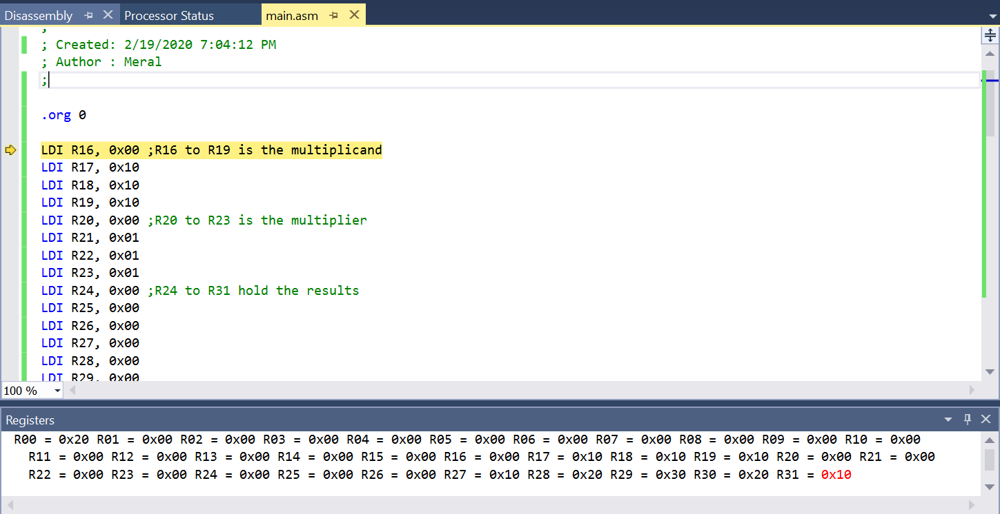 Disassembly Processor Status main.asm
;
; Created: 2/19/2020 7:04:12 PM
; Author : Meral
;
.org 0
LDI R16, 0x00 ;R16 to R19 is the multiplicand
LDI R17, 0x10
LDI R18, 0x10
LDI R19, 0x10
LDI R20, 0x00 ;R20 to R23 is the multiplier
LDI R21, 0x01
LDI R22, 0x01
LDI R23, 0x01
LDI R24, 0x00 ;R24 to R31 hold the results
LDI R25, 0x00
LDI R26, 0x00
LDI R27, 0x00
LDI R28, 0x00
LDI R29, 0x00
100 %
Registers
R00 = 0x20 R01 = 0x00 R02 = 0x00 R03 = 0x00 R04 = 0x00 R05 = 0x00 R06 = 0x00 R07 = 0x00 R08 = 0x00 R09 = 0x00 R10 = 0x00
R11 = 0x00 R12 = 0x00 R13 = 0x00 R14 = 0x00 R15 = 0x00 R16 = 0x00 R17 = 0x10 R18 = 0x10 R19 = 0x10 R20 = 0x00 R21 = 0x00
R22 = 0x00 R23 = 0x00 R24 = 0x00 R25 = 0x00 R26 = 0x00 R27 = 0x10 R28 = 0x20 R29 = 0x30 R30 = 0x20 R31 = 0x10